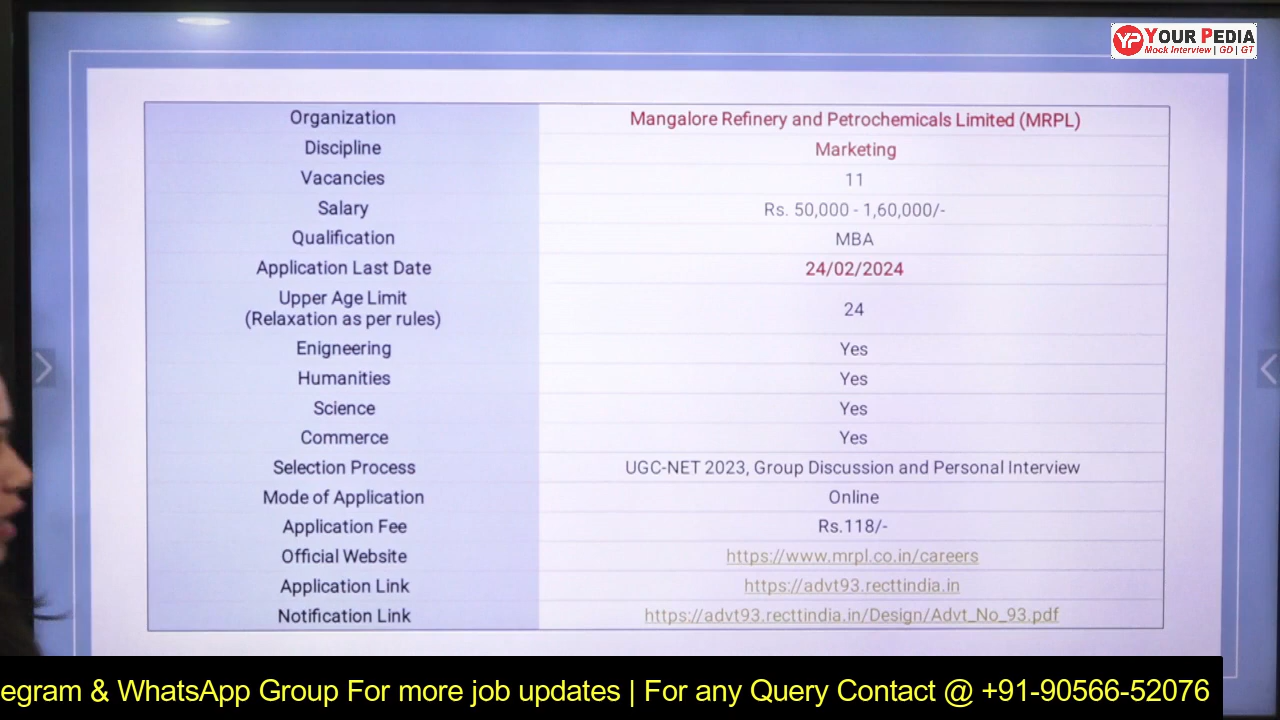 YP YOUR PEDIA
Mock Interview | GD | GT
Organization Mangalore Refinery and Petrochemicals Limited (MRPL)
Discipline Marketing
Vacancies 11
Salary Rs. 50,000 - 1,60,000/-
Qualification MBA
Application Last Date 24/02/2024
Upper Age Limit
(Relaxation as per rules) 24
Enigneering Yes
Humanities Yes
Science Yes
Commerce Yes
Selection Process UGC-NET 2023, Group Discussion and Personal Interview
Mode of Application Online
Application Fee Rs.118/-
Official Website https://www.mrpl.co.in/careers
Application Link https://advt93.recttindia.in
Notification Link https://advt93.recttindia.in/Design/Advt_No_93.pdf
egram & WhatsApp Group For more job updates | For any Query Contact @ +91-90566-52076